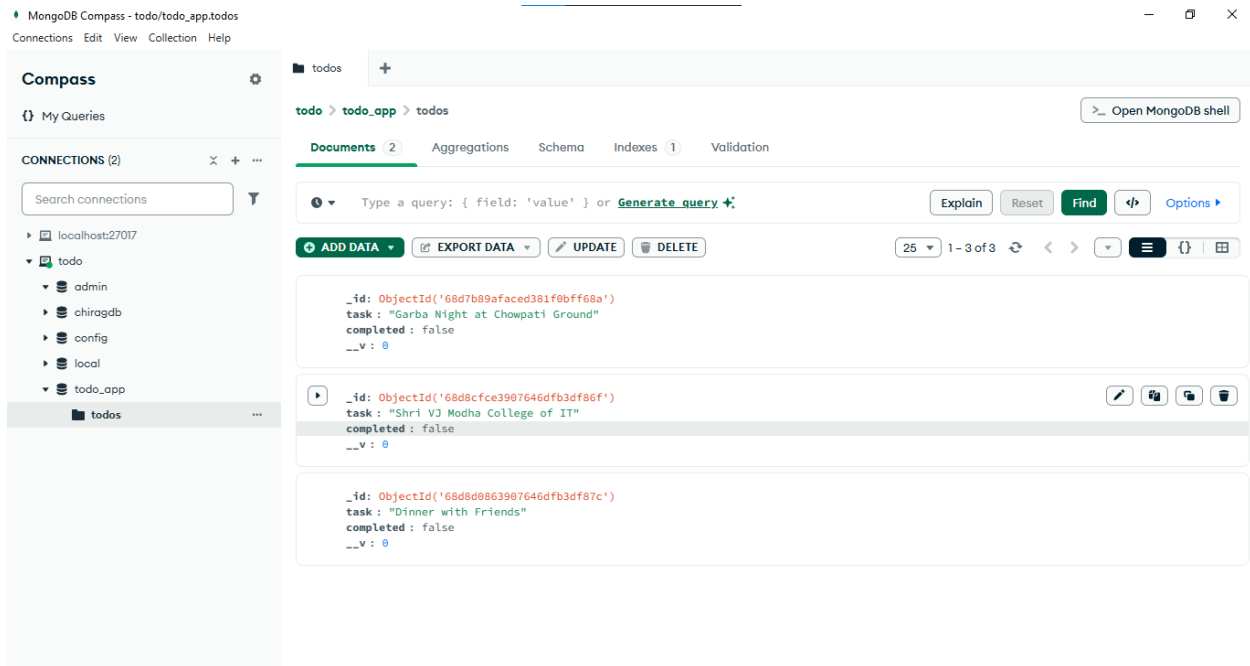 MongoDB Compass - todo/todo_app.todos
Connections Edit View Collection Help
Compass
{} My Queries
CONNECTIONS (2)
Search connections
localhost:27017
todo
admin
chiragdb
config
local
todo_app
todos
todos
todo > todo_app > todos
>_ Open MongoDB shell
Documents 2 Aggregations Schema Indexes 1 Validation
Type a query: { field: 'value' } or Generate query
Explain Reset Find </> Options
ADD DATA EXPORT DATA UPDATE DELETE
25 1 – 3 of 3 {}
_id: ObjectId('68d7b89afaced381f0bff68a')
task : "Garba Night at Chowpati Ground"
completed : false
__v : 0
_id: ObjectId('68d8cfce3907646dfb3df86f')
task : "Shri VJ Modha College of IT"
completed : false
__v : 0
_id: ObjectId('68d8d0863907646dfb3df87c')
task : "Dinner with Friends"
completed : false
__v : 0